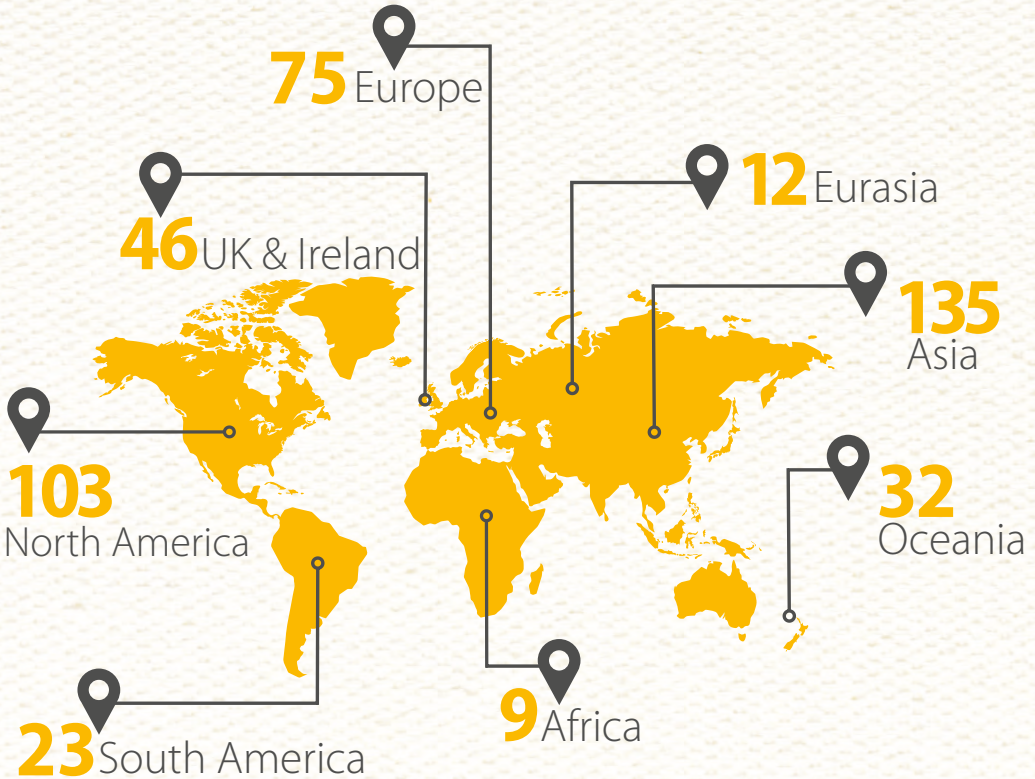 75 Europe
46 UK & Ireland
12 Eurasia
135
Asia
103
North America
32
Oceania
9 Africa
23 South America